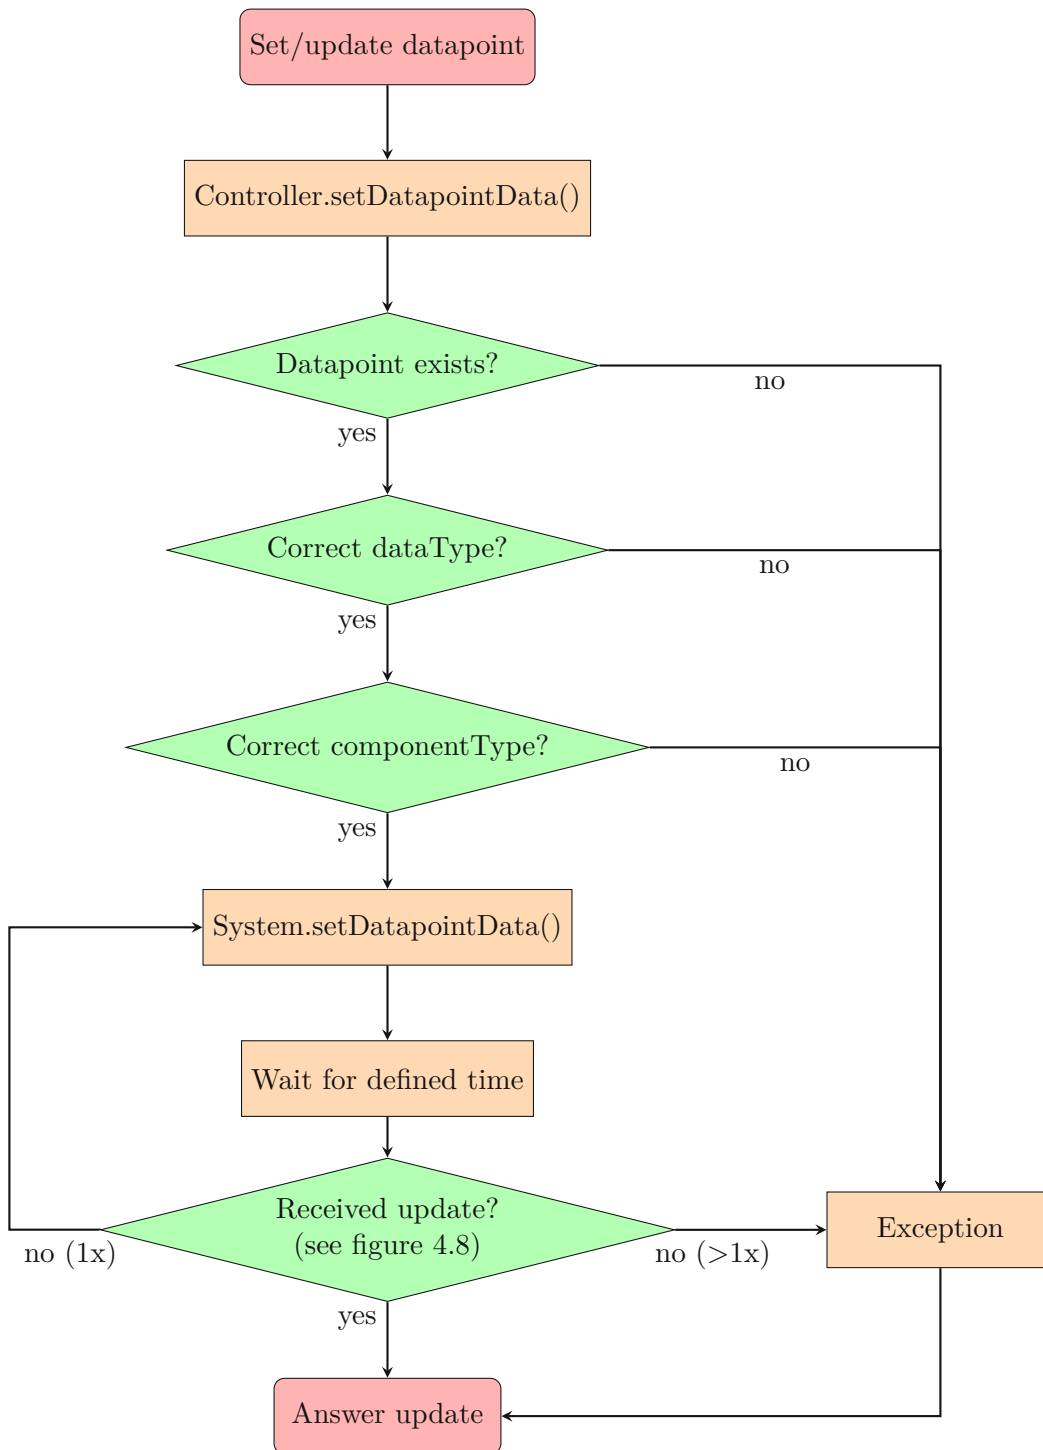 Set/update datapoint
Controller.setDatapointData()
Datapoint exists?
no
yes
Correct dataType?
no
yes
Correct componentType?
no
yes
System.setDatapointData()
Wait for defined time
Received update?
(see figure 4.8)
no (1x)
no (>1x)
Exception
yes
Answer update